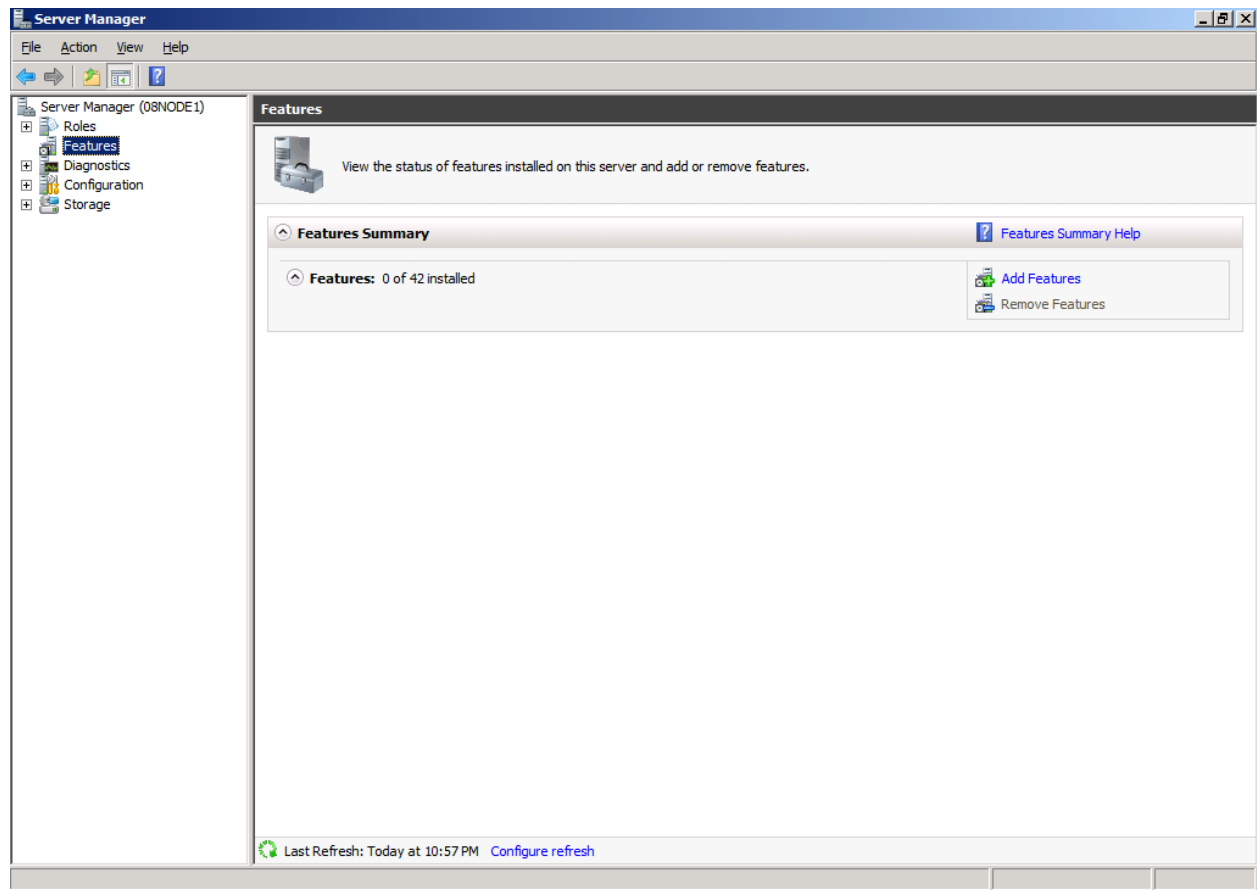 Server Manager
File Action View Help
Server Manager (08NODE1)
Roles
Features
Diagnostics
Configuration
Storage
Features
View the status of features installed on this server and add or remove features.
Features Summary
Features Summary Help
Features: 0 of 42 installed
Add Features
Remove Features
Last Refresh: Today at 10:57 PM Configure refresh